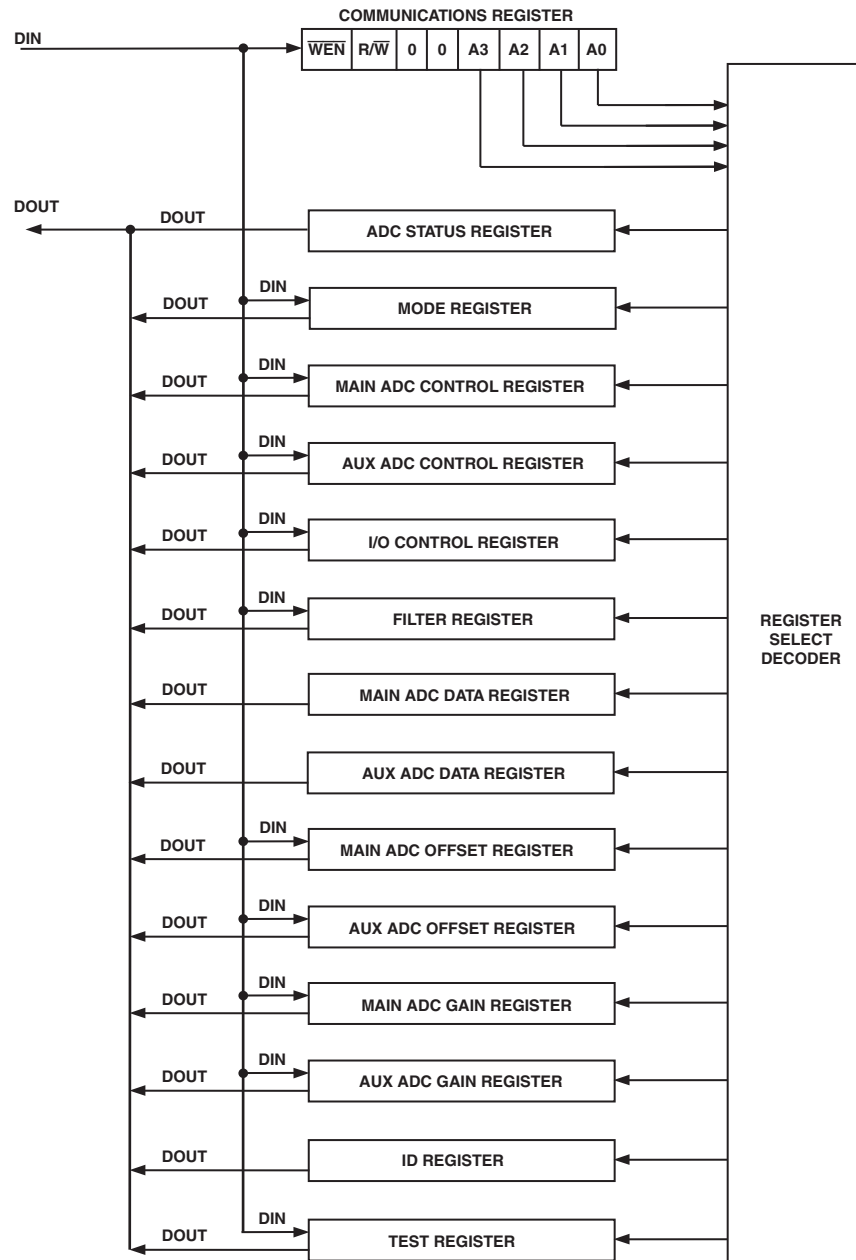 COMMUNICATIONS REGISTER
DIN
WEN R/W 0 0 A3 A2 A1 A0
DOUT
DOUT
ADC STATUS REGISTER
DIN
DOUT
MODE REGISTER
DIN
DOUT
MAIN ADC CONTROL REGISTER
DIN
DOUT
AUX ADC CONTROL REGISTER
DIN
DOUT
I/O CONTROL REGISTER
DIN
DOUT
FILTER REGISTER
REGISTER
SELECT
DECODER
DOUT
MAIN ADC DATA REGISTER
DOUT
AUX ADC DATA REGISTER
DIN
DOUT
MAIN ADC OFFSET REGISTER
DIN
DOUT
AUX ADC OFFSET REGISTER
DIN
DOUT
MAIN ADC GAIN REGISTER
DIN
DOUT
AUX ADC GAIN REGISTER
DOUT
ID REGISTER
DIN
DOUT
TEST REGISTER